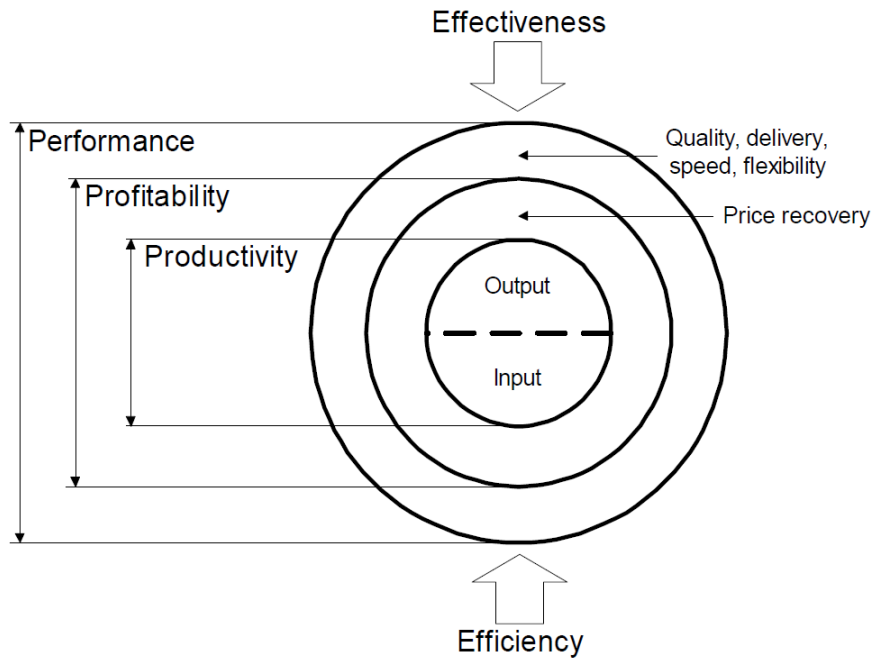 Effectiveness
Performance
Quality, delivery,
speed, flexibility
Profitability
Price recovery
Productivity
Output
Input
Efficiency